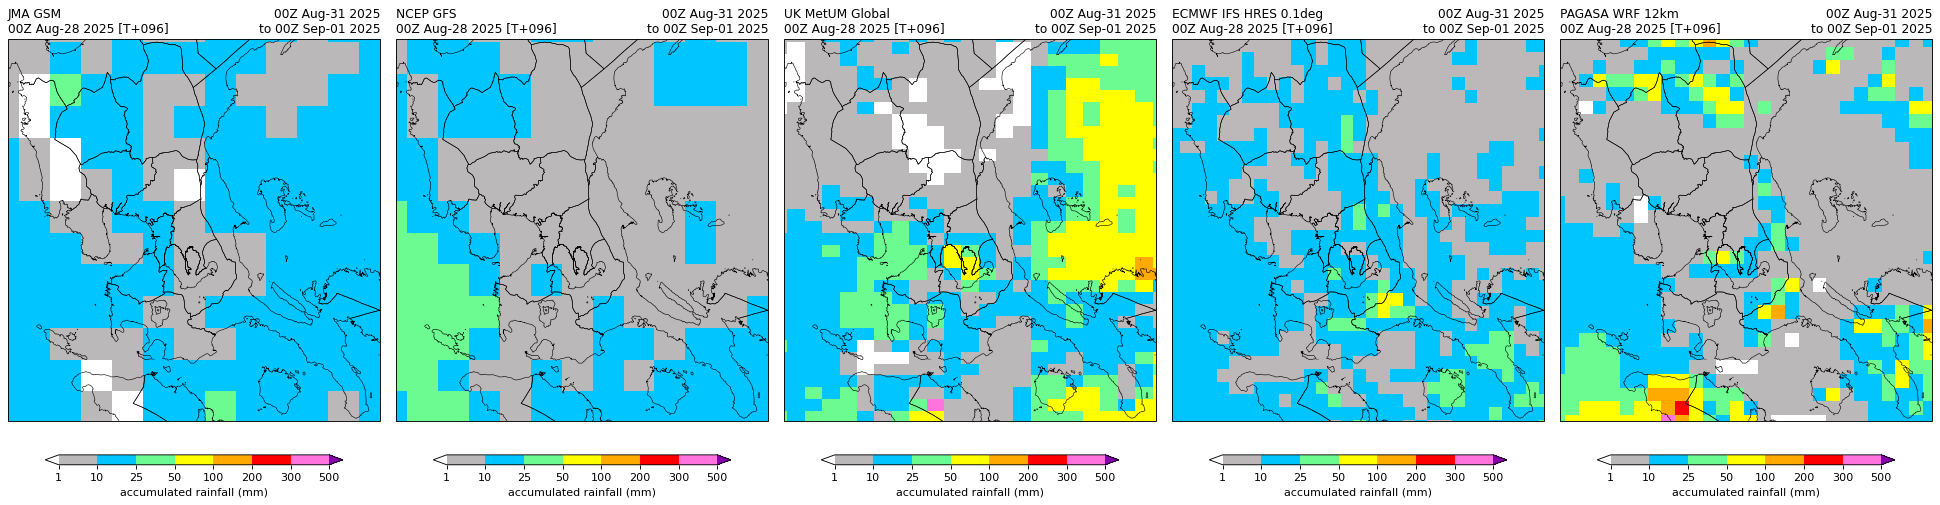 JMA GSM 00Z Aug-31 2025
00Z Aug-28 2025 [T+096] to 00Z Sep-01 2025
1 10 25 50 100 200 300 500
accumulated rainfall (mm)
NCEP GFS 00Z Aug-31 2025
00Z Aug-28 2025 [T+096] to 00Z Sep-01 2025
1 10 25 50 100 200 300 500
accumulated rainfall (mm)
UK MetUM Global 00Z Aug-31 2025
00Z Aug-28 2025 [T+096] to 00Z Sep-01 2025
1 10 25 50 100 200 300 500
accumulated rainfall (mm)
ECMWF IFS HRES 0.1deg 00Z Aug-31 2025
00Z Aug-28 2025 [T+096] to 00Z Sep-01 2025
1 10 25 50 100 200 300 500
accumulated rainfall (mm)
PAGASA WRF 12km 00Z Aug-31 2025
00Z Aug-28 2025 [T+096] to 00Z Sep-01 2025
1 10 25 50 100 200 300 500
accumulated rainfall (mm)